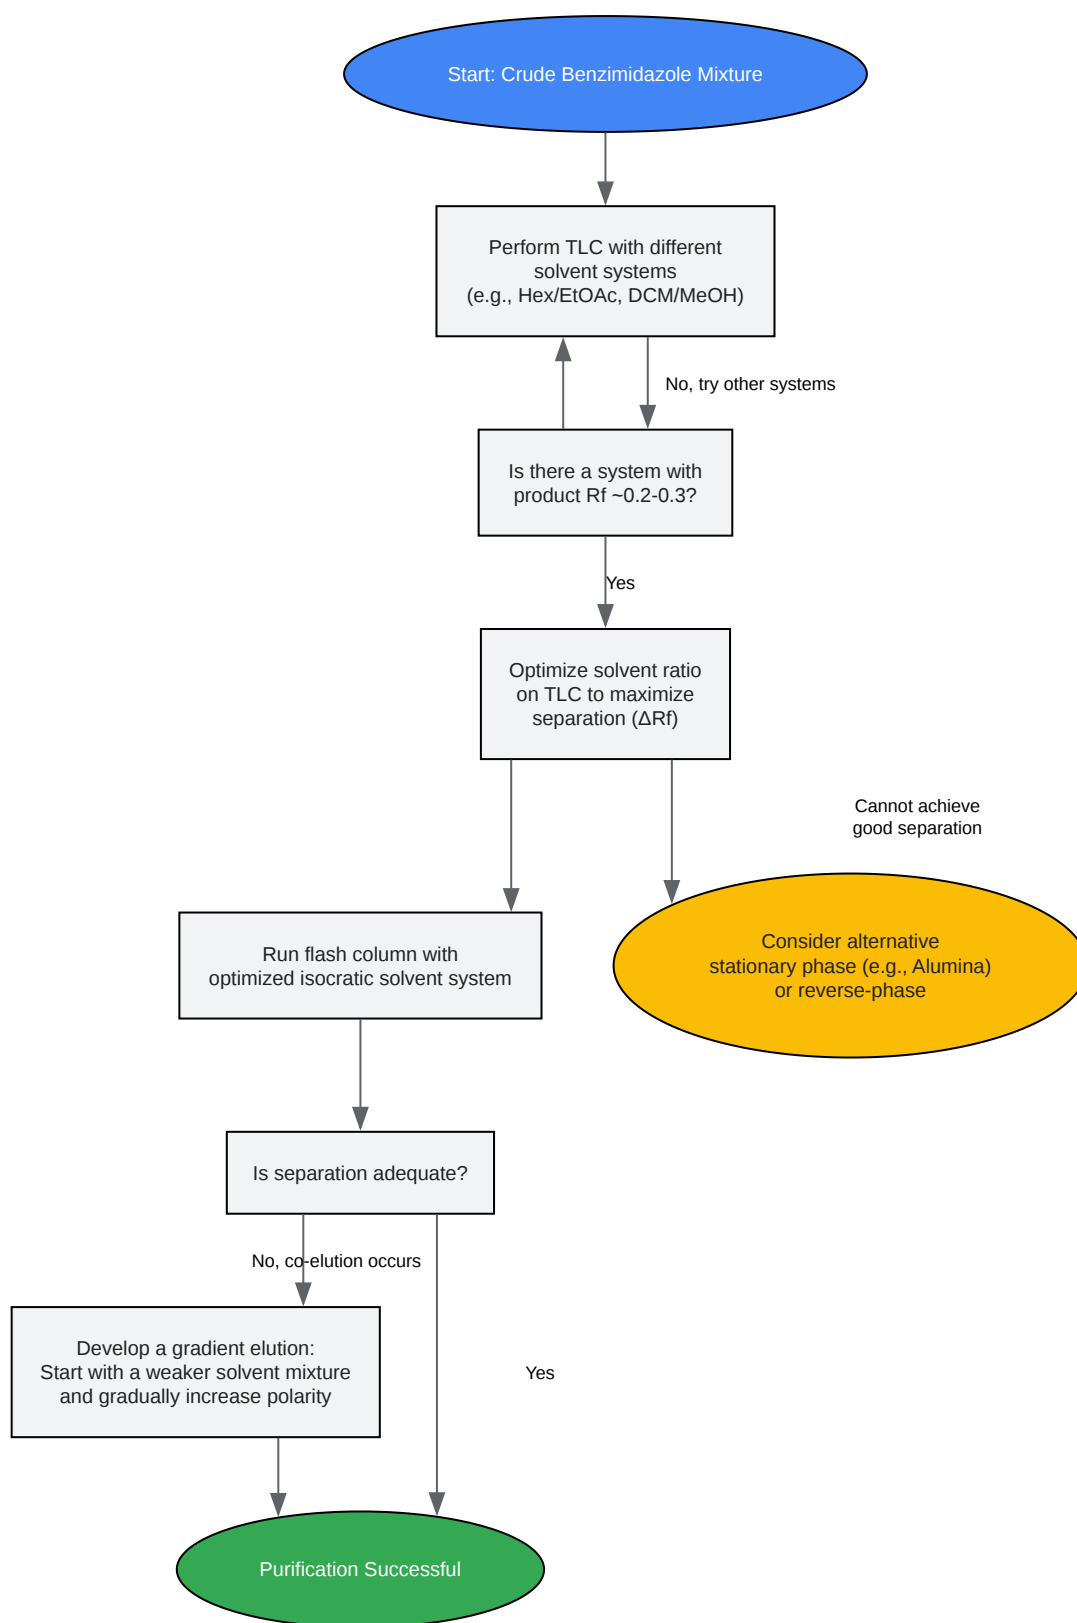 Start: Crude Benzimidazole Mixture
Perform TLC with different
solvent systems
(e.g., Hex/EtOAc, DCM/MeOH)
No, try other systems
Is there a system with
product Rf ~0.2-0.3?
Yes
Optimize solvent ratio
on TLC to maximize
separation (ΔRf)
Cannot achieve
good separation
Run flash column with
optimized isocratic solvent system
Consider alternative
stationary phase (e.g., Alumina)
or reverse-phase
Is separation adequate?
No, co-elution occurs
Develop a gradient elution:
Start with a weaker solvent mixture
and gradually increase polarity
Yes
Purification Successful